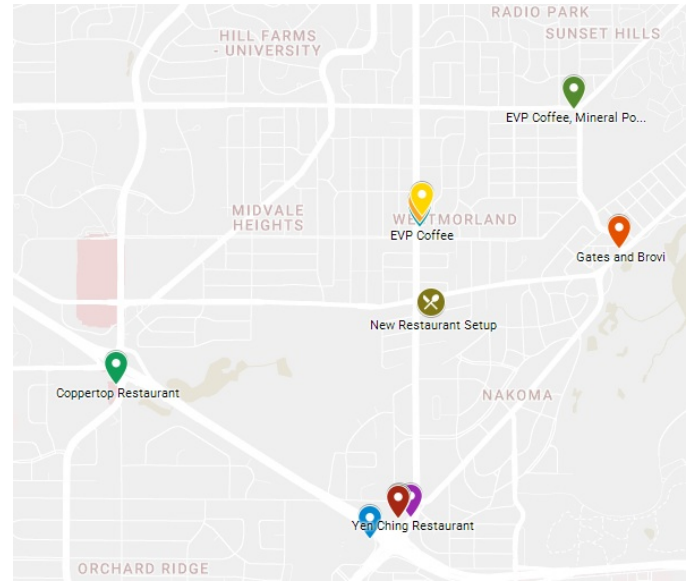 RADIO PARK
HILL FARMS
- UNIVERSITY
SUNSET HILLS
EVP Coffee, Mineral Po...
MIDVALE
HEIGHTS
WESTMORLAND
EVP Coffee
Gates and Brovi
New Restaurant Setup
Coppertop Restaurant
NAKOMA
Yen Ching Restaurant
ORCHARD RIDGE